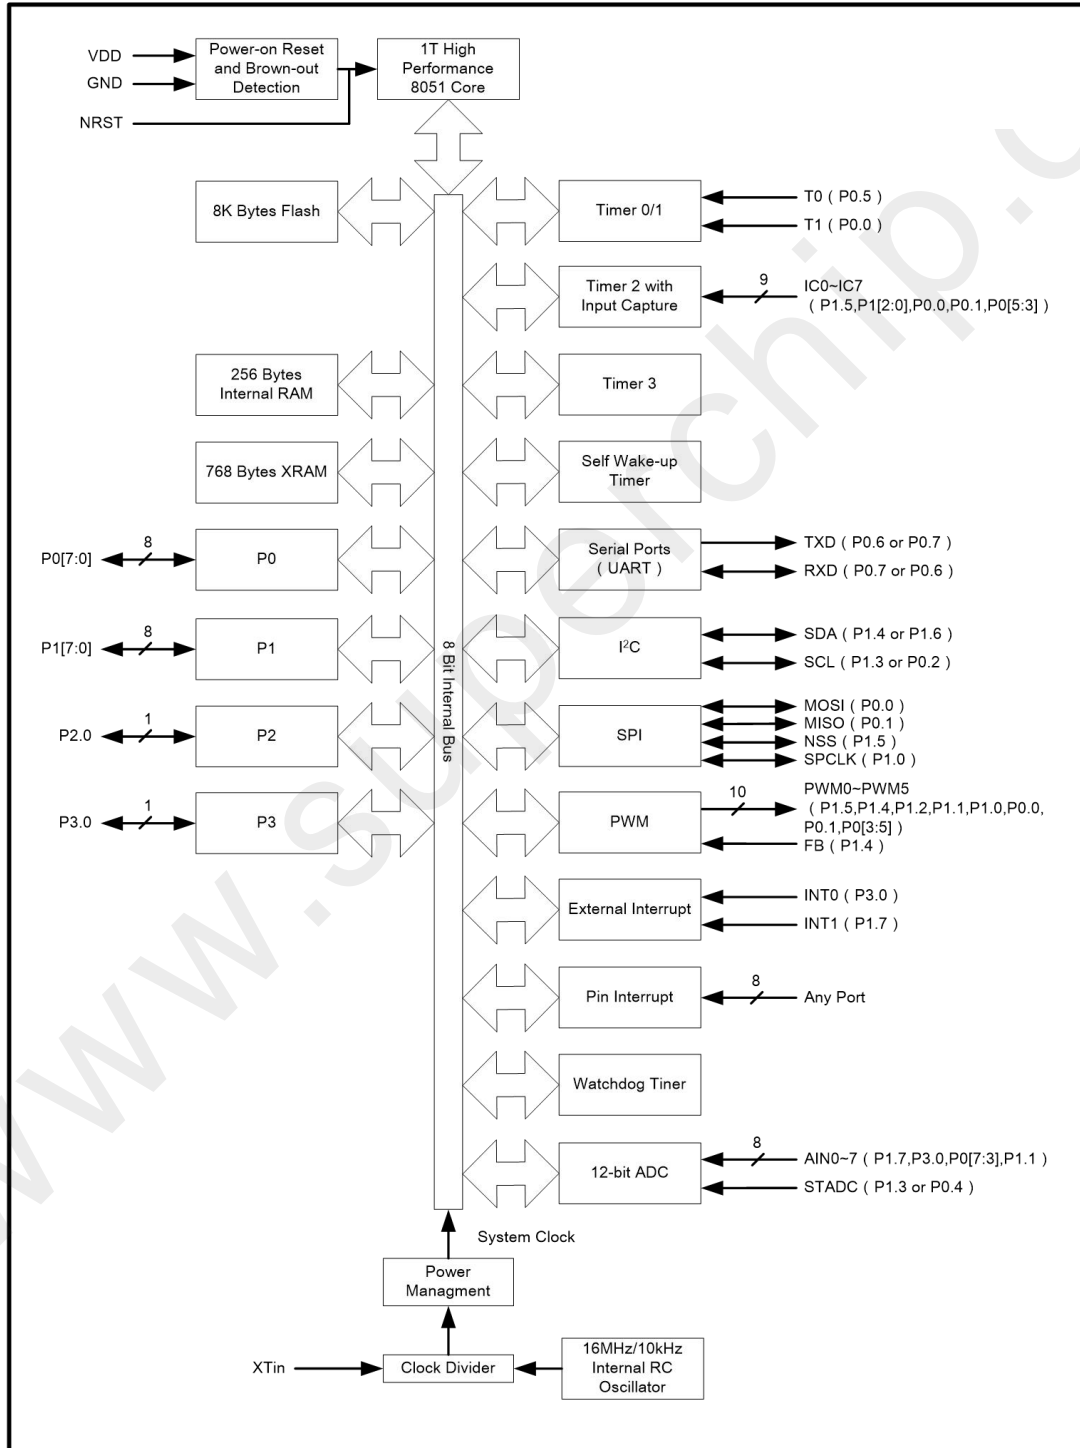 VDD
GND
NRST
Power-on Reset
and Brown-out
Detection
1T High
Performance
8051 Core
8K Bytes Flash
Timer 0/1
T0 ( P0.5 )
T1 ( P0.0 )
Timer 2 with
Input Capture
9
IC0~IC7
( P1.5,P1[2:0],P0.0,P0.1,P0[5:3] )
256 Bytes
Internal RAM
Timer 3
768 Bytes XRAM
Self Wake-up
Timer
P0[7:0]
8
P0
Serial Ports
( UART )
TXD ( P0.6 or P0.7 )
RXD ( P0.7 or P0.6 )
P1[7:0]
8
P1
8 Bit Internal Bus
I²C
SDA ( P1.4 or P1.6 )
SCL ( P1.3 or P0.2 )
P2.0
1
P2
SPI
MOSI ( P0.0 )
MISO ( P0.1 )
NSS ( P1.5 )
SPCLK ( P1.0 )
P3.0
1
P3
PWM
10
PWM0~PWM5
( P1.5,P1.4,P1.2,P1.1,P1.0,P0.0,
P0.1,P0[3:5] )
FB ( P1.4 )
External Interrupt
INT0 ( P3.0 )
INT1 ( P1.7 )
Pin Interrupt
8
Any Port
Watchdog Tiner
12-bit ADC
8
AIN0~7 ( P1.7,P3.0,P0[7:3],P1.1 )
STADC ( P1.3 or P0.4 )
System Clock
Power
Managment
XTin
Clock Divider
16MHz/10kHz
Internal RC
Oscillator
www.superchip.c